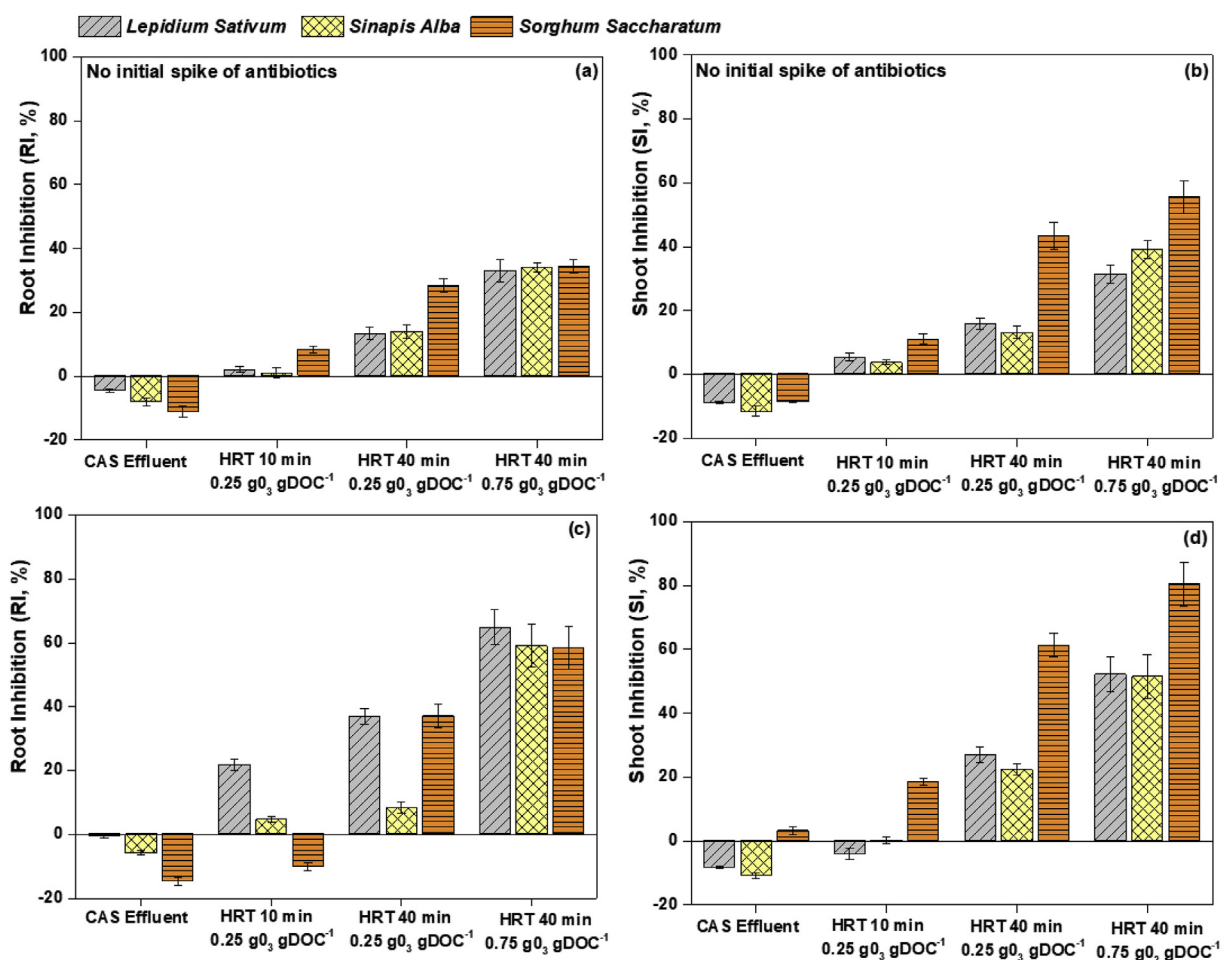 Lepidium Sativum Sinapis Alba Sorghum Saccharatum
No initial spike of antibiotics (a)
Root Inhibition (RI, %)
100
80
60
40
20
0
-20
CAS Effluent HRT 10 min HRT 40 min HRT 40 min
0.25 g0₃ gDOC⁻¹ 0.25 g0₃ gDOC⁻¹ 0.75 g0₃ gDOC⁻¹
No initial spike of antibiotics (b)
Shoot Inhibition (SI, %)
100
80
60
40
20
0
-20
CAS Effluent HRT 10 min HRT 40 min HRT 40 min
0.25 g0₃ gDOC⁻¹ 0.25 g0₃ gDOC⁻¹ 0.75 g0₃ gDOC⁻¹
(c)
Root Inhibition (RI, %)
100
80
60
40
20
0
-20
CAS Effluent HRT 10 min HRT 40 min HRT 40 min
0.25 g0₃ gDOC⁻¹ 0.25 g0₃ gDOC⁻¹ 0.75 g0₃ gDOC⁻¹
(d)
Shoot Inhibition (SI, %)
100
80
60
40
20
0
-20
CAS Effluent HRT 10 min HRT 40 min HRT 40 min
0.25 g0₃ gDOC⁻¹ 0.25 g0₃ gDOC⁻¹ 0.75 g0₃ gDOC⁻¹